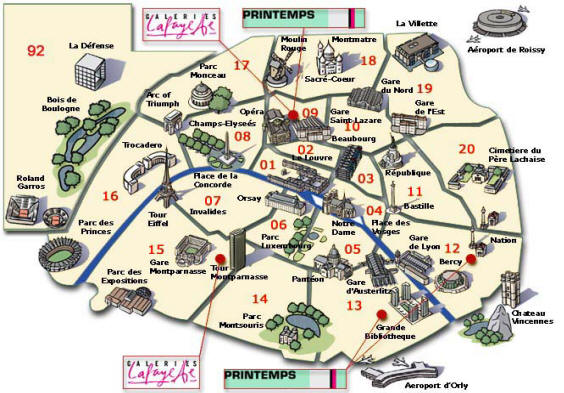 GALERIES
Lafayette
PRINTEMPS
92
La Défense
Bois de
Boulogne
Roland
Garros
Parc des
Princes
Parc
Monceau
17
Moulin
Rouge
Montmatre
Sacré-Coeur
18
La Villette
Aéroport de Roissy
Arc of
Triumph
Champs-Elyseés
08
Opéra
09
Gare
Saint-Lazare
10
Gare
du Nord
19
Gare
de l'Est
Trocadero
16
Place de la
Concorde
01
02
Beaubourg
Le Louvre
03
République
20
Cimetiere du
Père Lachaise
Tour
Eiffel
07
Invalides
Orsay
Notre
Dame
04
Place des
Vosges
11
Bastille
15
Gare
Montparnasse
Tour
Montparnasse
06
Parc
Luxembourg
Pantéon
05
Gare
d'Austerlitz
Gare
de Lyon
12
Bercy
Nation
Parc des
Expositions
14
Parc
Montsouris
13
Grande
Bibliotheque
Chateau
Vincennes
GALERIES
Lafayette
PRINTEMPS
Aeroport d'Orly